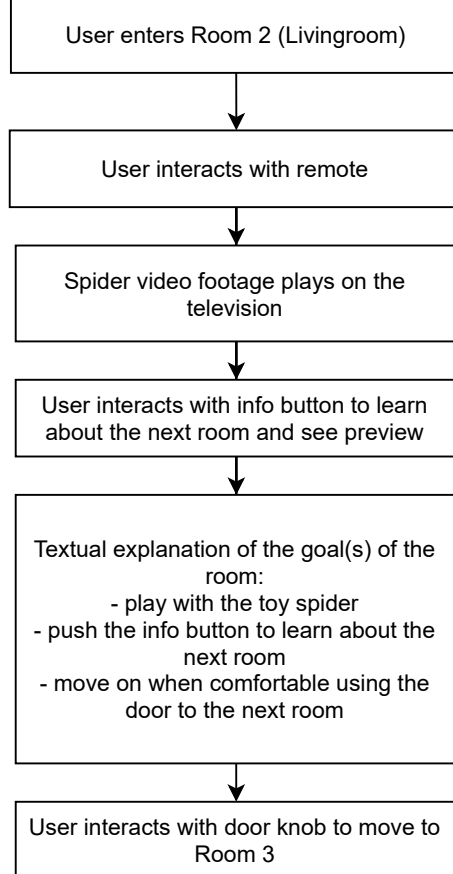 User enters Room 2 (Livingroom)
User interacts with remote
Spider video footage plays on the
television
User interacts with info button to learn
about the next room and see preview
Textual explanation of the goal(s) of the
room:
- play with the toy spider
- push the info button to learn about the
next room
- move on when comfortable using the
door to the next room
User interacts with door knob to move to
Room 3